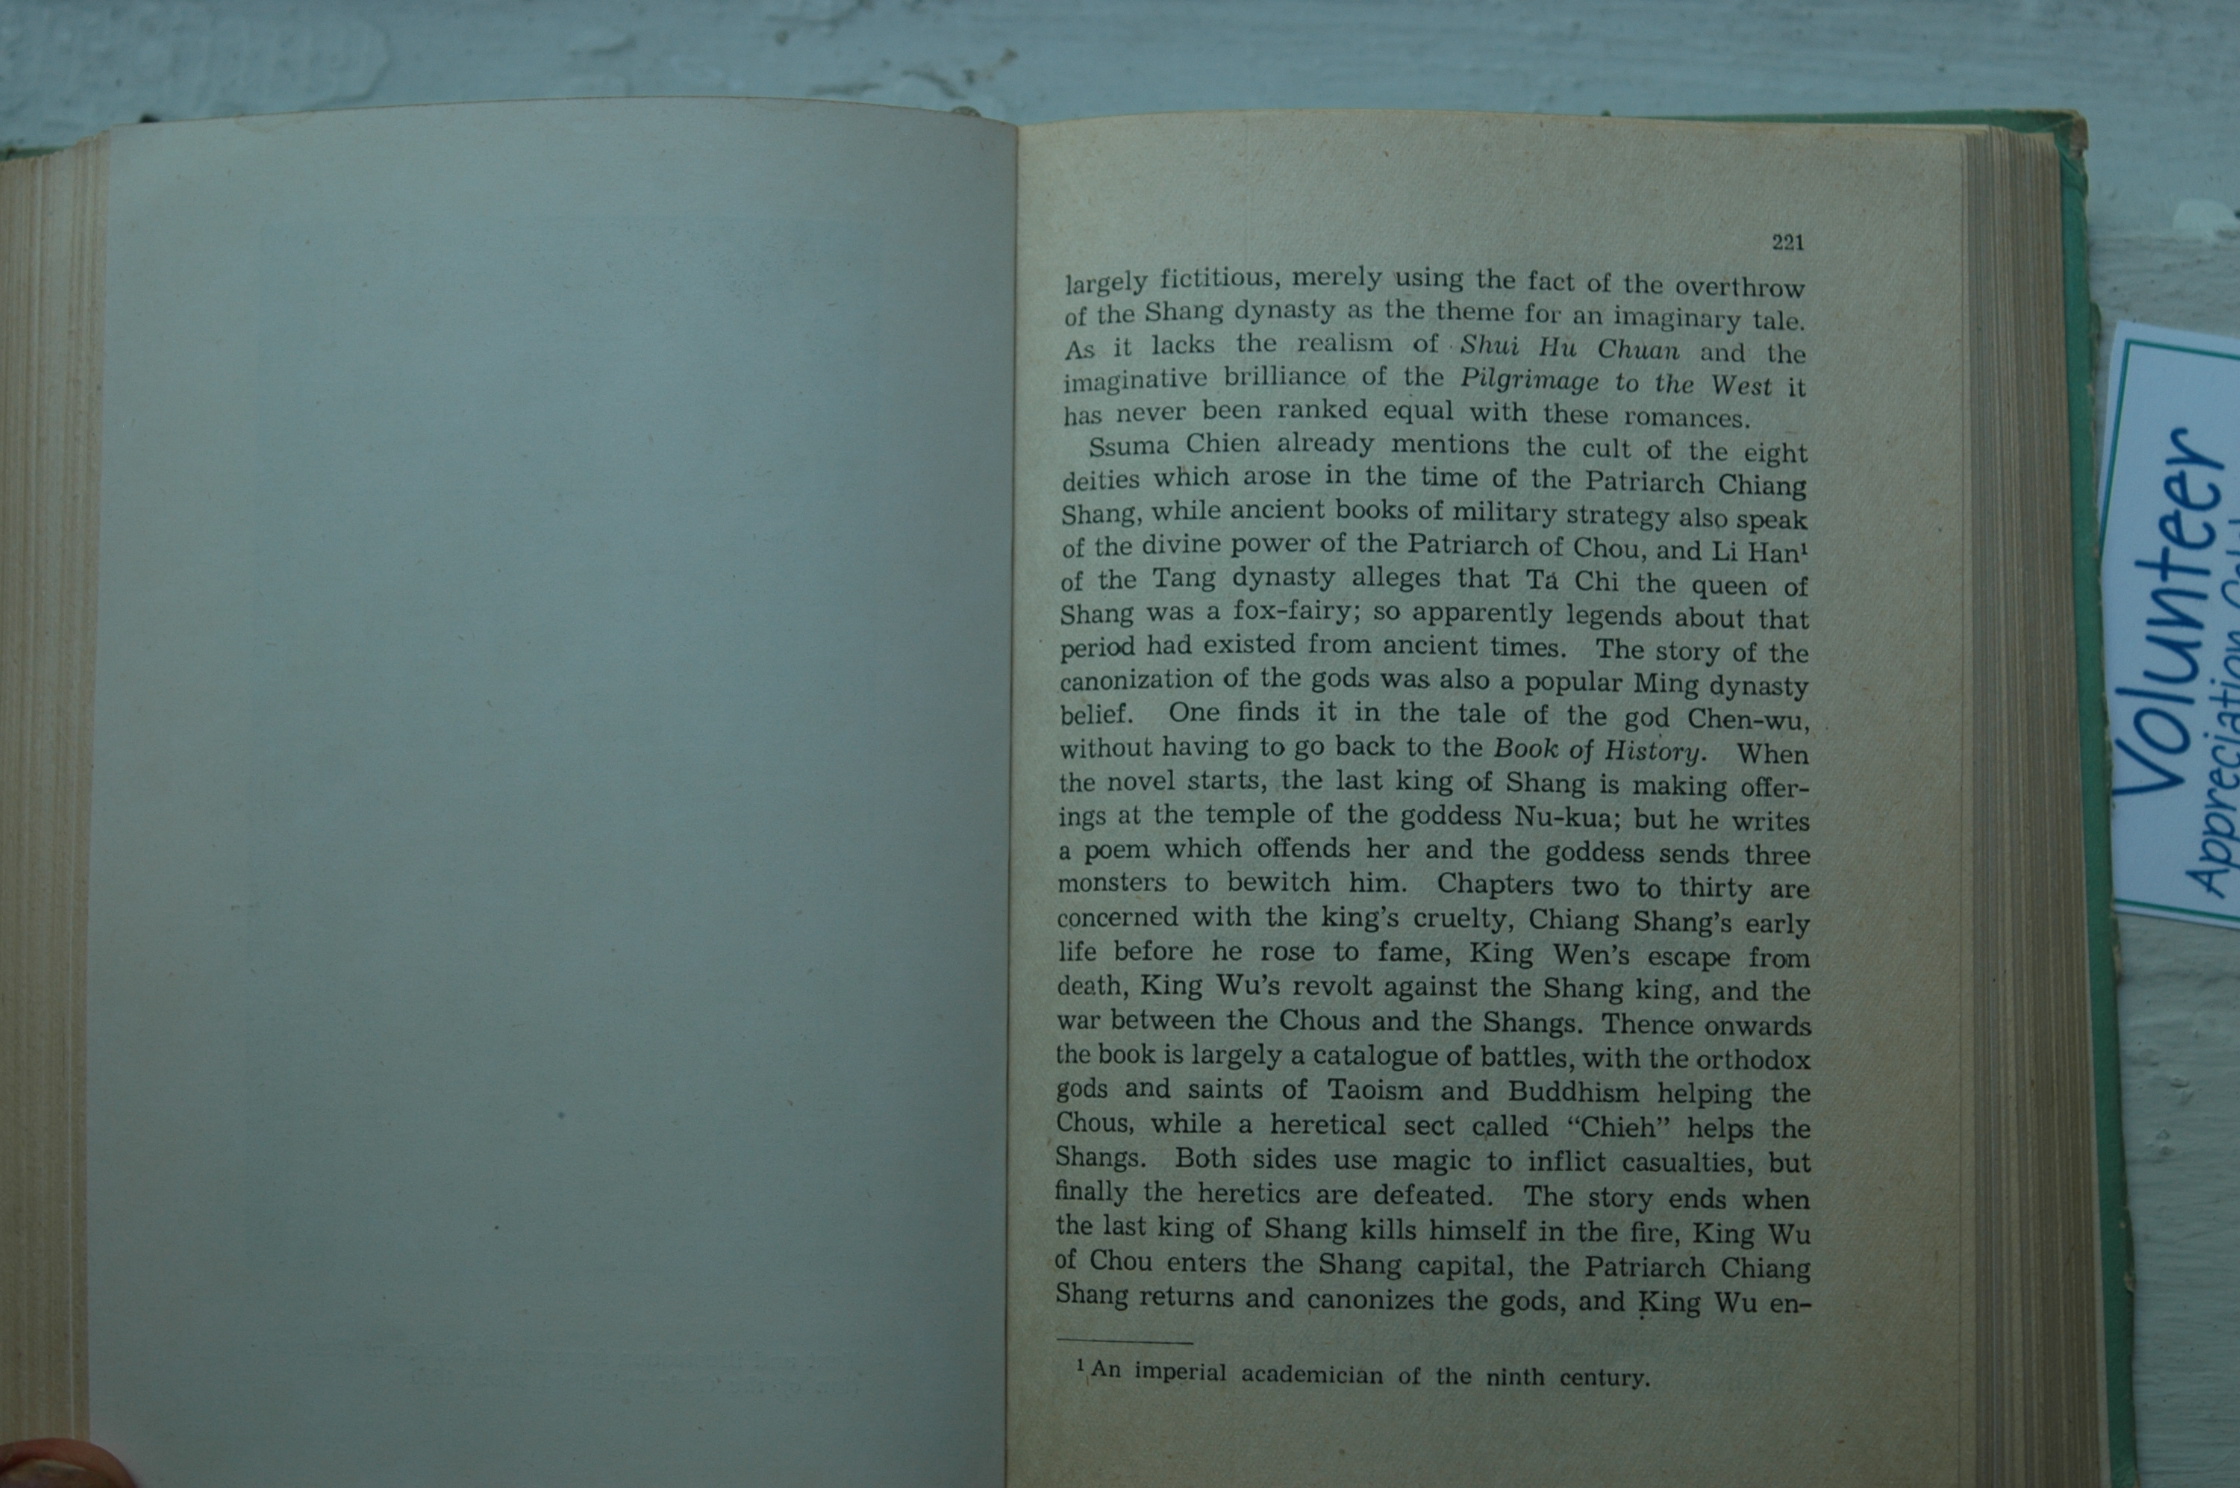 221
largely fictitious, merely using the fact of the overthrow
of the Shang dynasty as the theme for an imaginary tale.
As it lacks the realism of Shui Hu Chuan and the
imaginative brilliance of the Pilgrimage to the West it
has never been ranked equal with these romances.
Ssuma Chien already mentions the cult of the eight
deities which arose in the time of the Patriarch Chiang
Shang, while ancient books of military strategy also speak
of the divine power of the Patriarch of Chou, and Li Han¹
of the Tang dynasty alleges that Ta Chi the queen of
Shang was a fox-fairy; so apparently legends about that
period had existed from ancient times. The story of the
canonization of the gods was also a popular Ming dynasty
belief. One finds it in the tale of the god Chen-wu,
without having to go back to the Book of History. When
the novel starts, the last king of Shang is making offer-
ings at the temple of the goddess Nu-kua; but he writes
a poem which offends her and the goddess sends three
monsters to bewitch him. Chapters two to thirty are
concerned with the king's cruelty, Chiang Shang's early
life before he rose to fame, King Wen's escape from
death, King Wu's revolt against the Shang king, and the
war between the Chous and the Shangs. Thence onwards
the book is largely a catalogue of battles, with the orthodox
gods and saints of Taoism and Buddhism helping the
Chous, while a heretical sect called “Chieh” helps the
Shangs. Both sides use magic to inflict casualties, but
finally the heretics are defeated. The story ends when
the last king of Shang kills himself in the fire, King Wu
of Chou enters the Shang capital, the Patriarch Chiang
Shang returns and canonizes the gods, and King Wu en-
¹ An imperial academician of the ninth century.
Volunteer
Appreciation